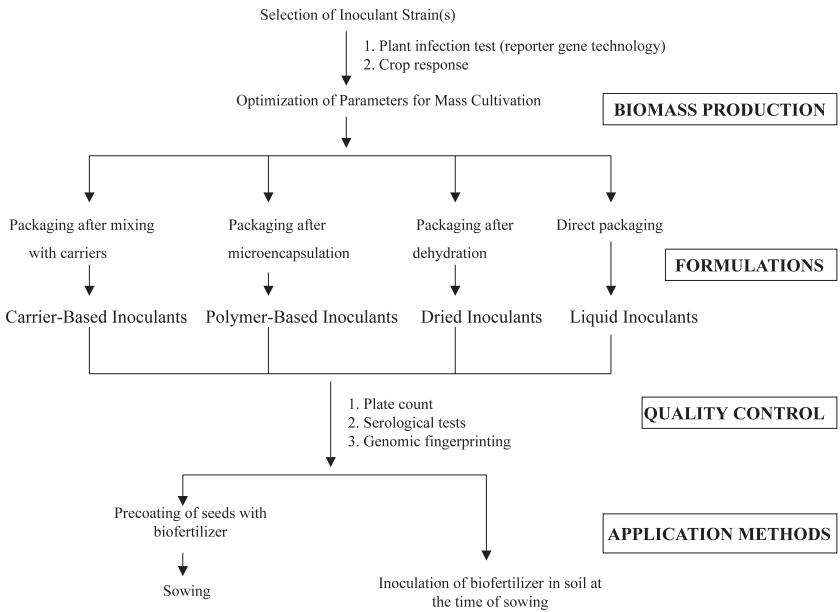 Selection of Inoculant Strain(s)
1. Plant infection test (reporter gene technology)
2. Crop response
Optimization of Parameters for Mass Cultivation
BIOMASS PRODUCTION
Packaging after mixing
with carriers
Packaging after
microencapsulation
Packaging after
dehydration
Direct packaging
FORMULATIONS
Carrier-Based Inoculants
Polymer-Based Inoculants
Dried Inoculants
Liquid Inoculants
1. Plate count
2. Serological tests
3. Genomic fingerprinting
QUALITY CONTROL
Precoating of seeds with
biofertilizer
APPLICATION METHODS
Sowing
Inoculation of biofertilizer in soil at
the time of sowing